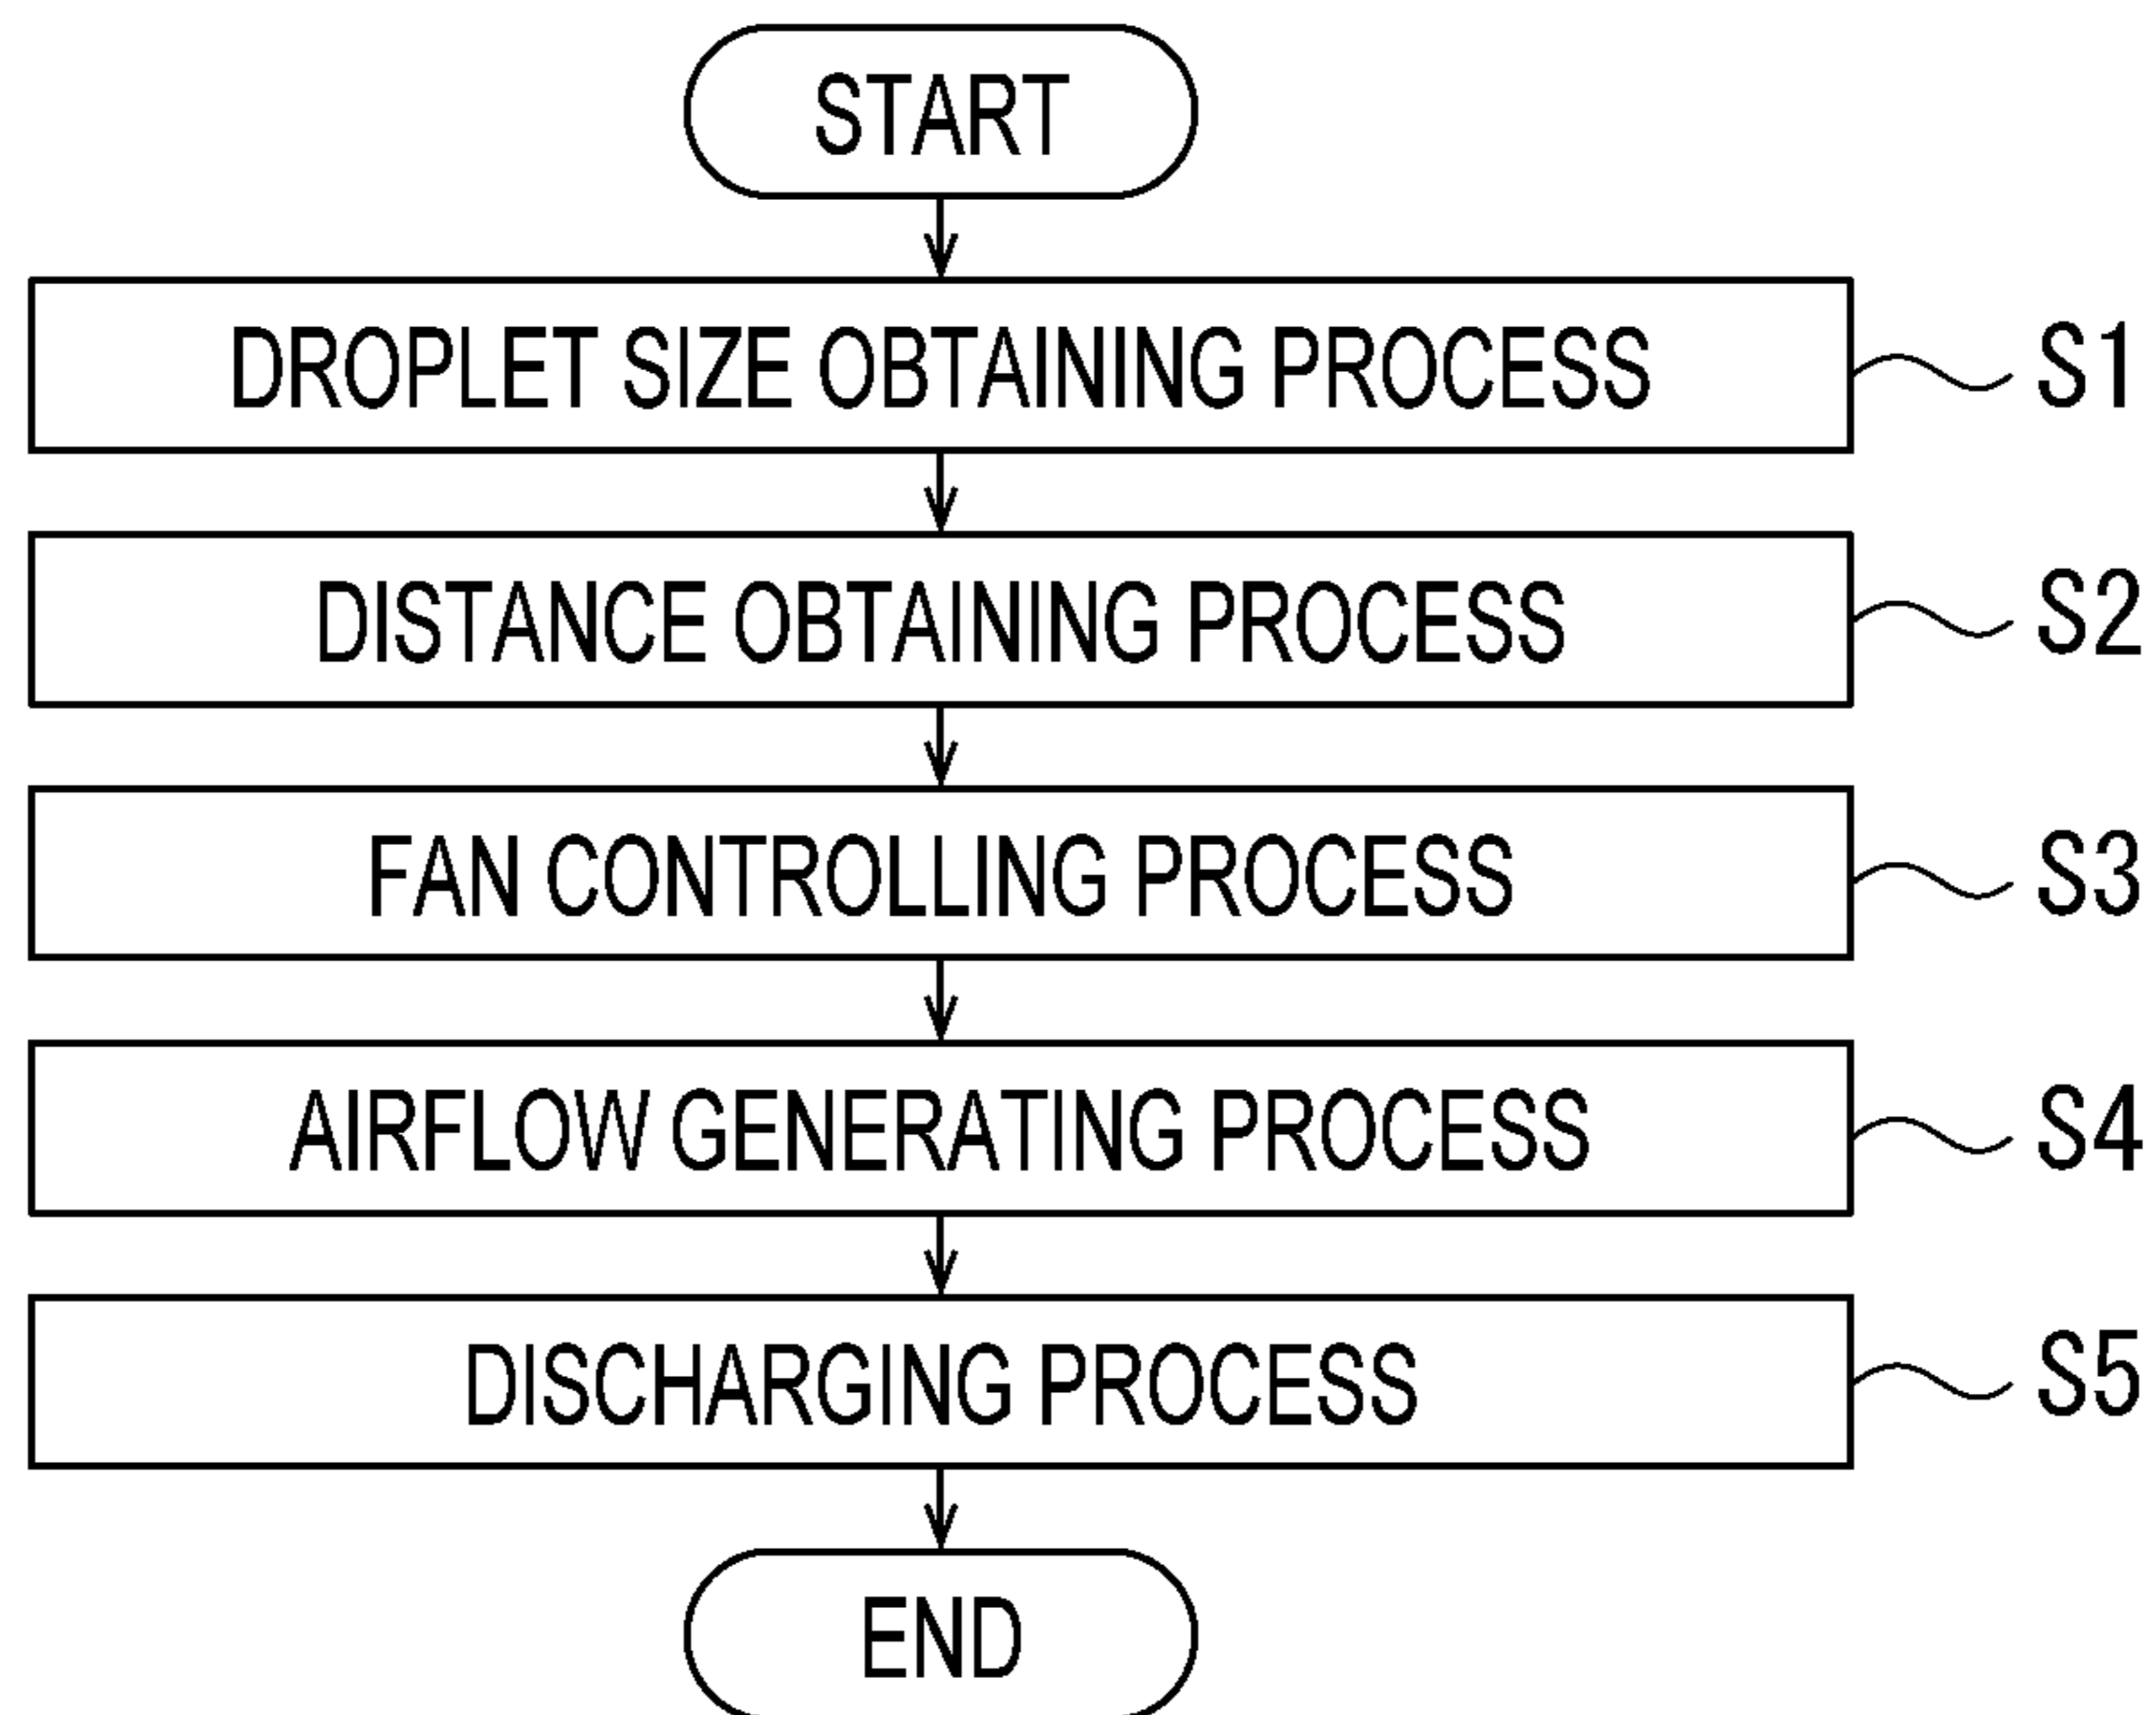 START
DROPLET SIZE OBTAINING PROCESS S1
DISTANCE OBTAINING PROCESS S2
FAN CONTROLLING PROCESS S3
AIRFLOW GENERATING PROCESS S4
DISCHARGING PROCESS S5
END